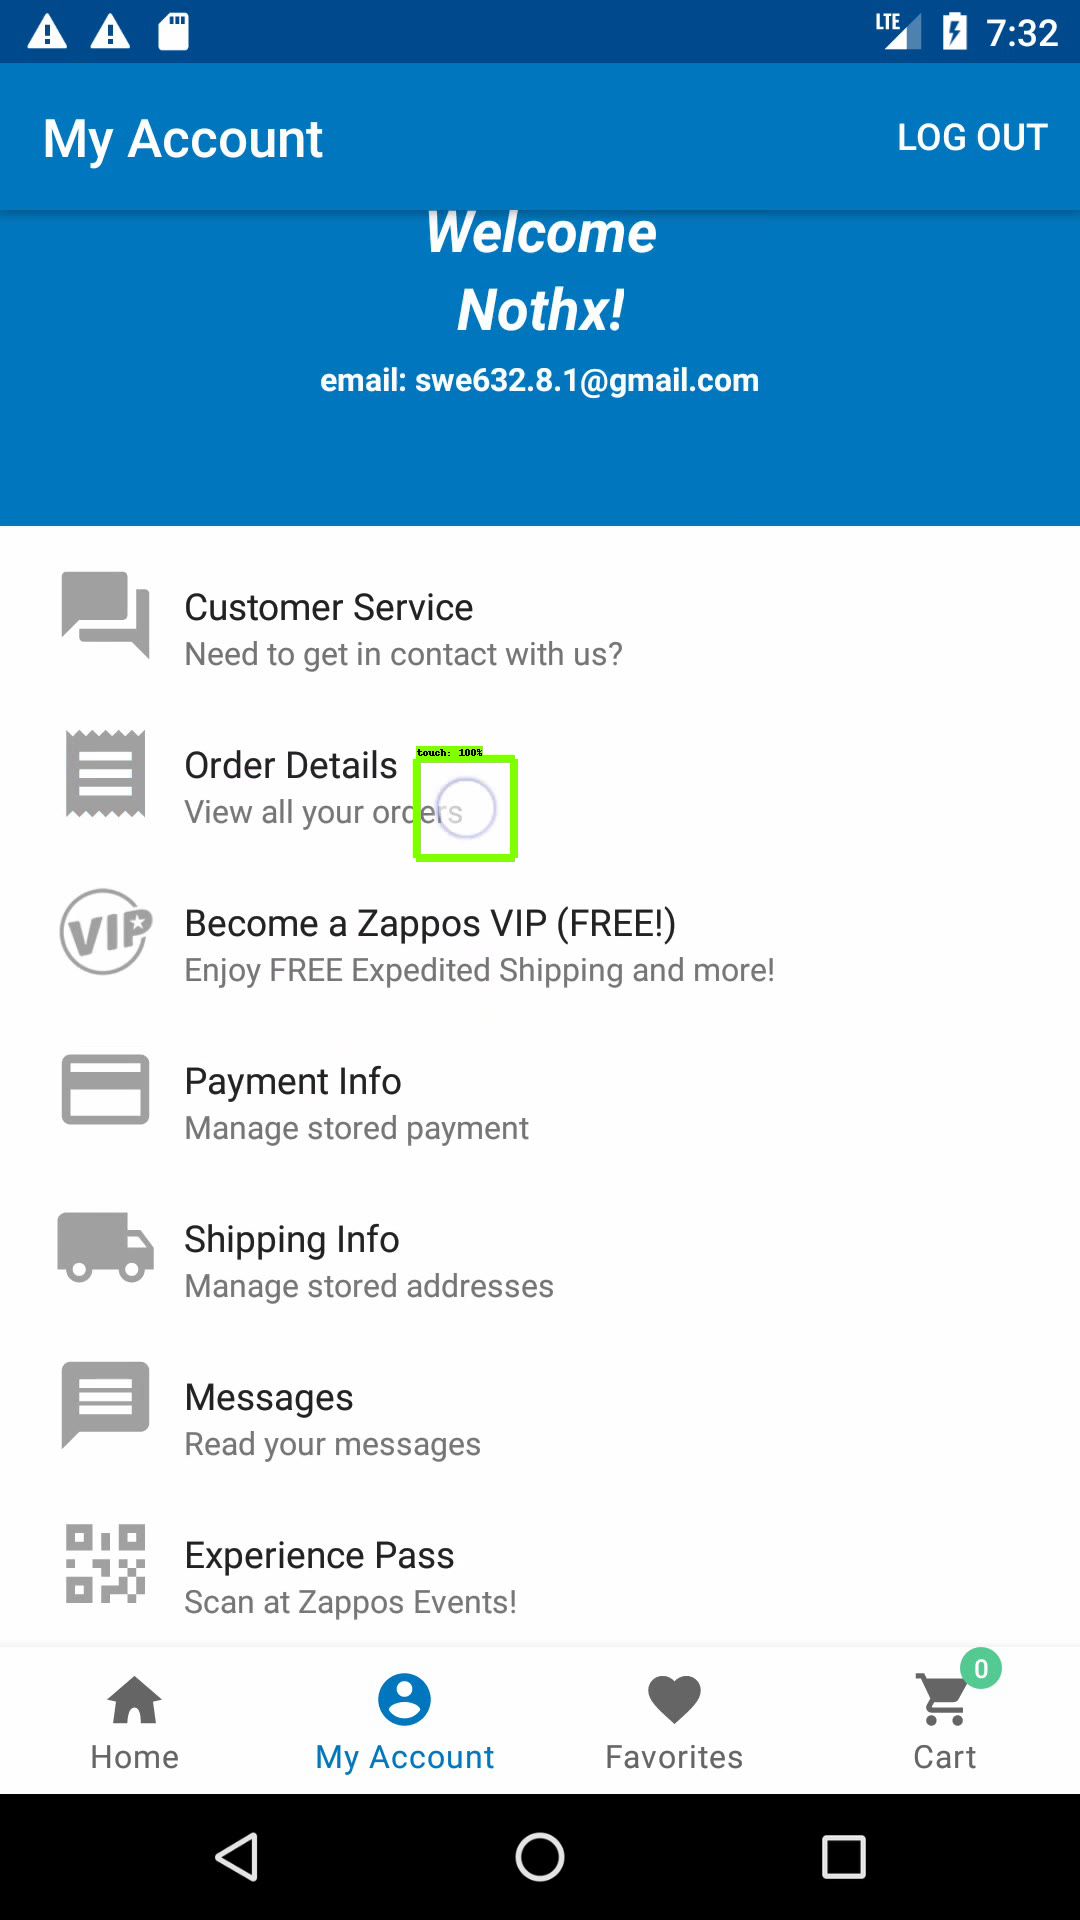 LTE 7:32
My Account LOG OUT
Welcome
Nothx!
email: swe632.8.1@gmail.com
Customer Service
Need to get in contact with us?
touch: 100%
Order Details
View all your orders
VIP
Become a Zappos VIP (FREE!)
Enjoy FREE Expedited Shipping and more!
Payment Info
Manage stored payment
Shipping Info
Manage stored addresses
Messages
Read your messages
Experience Pass
Scan at Zappos Events!
0
Home My Account Favorites Cart